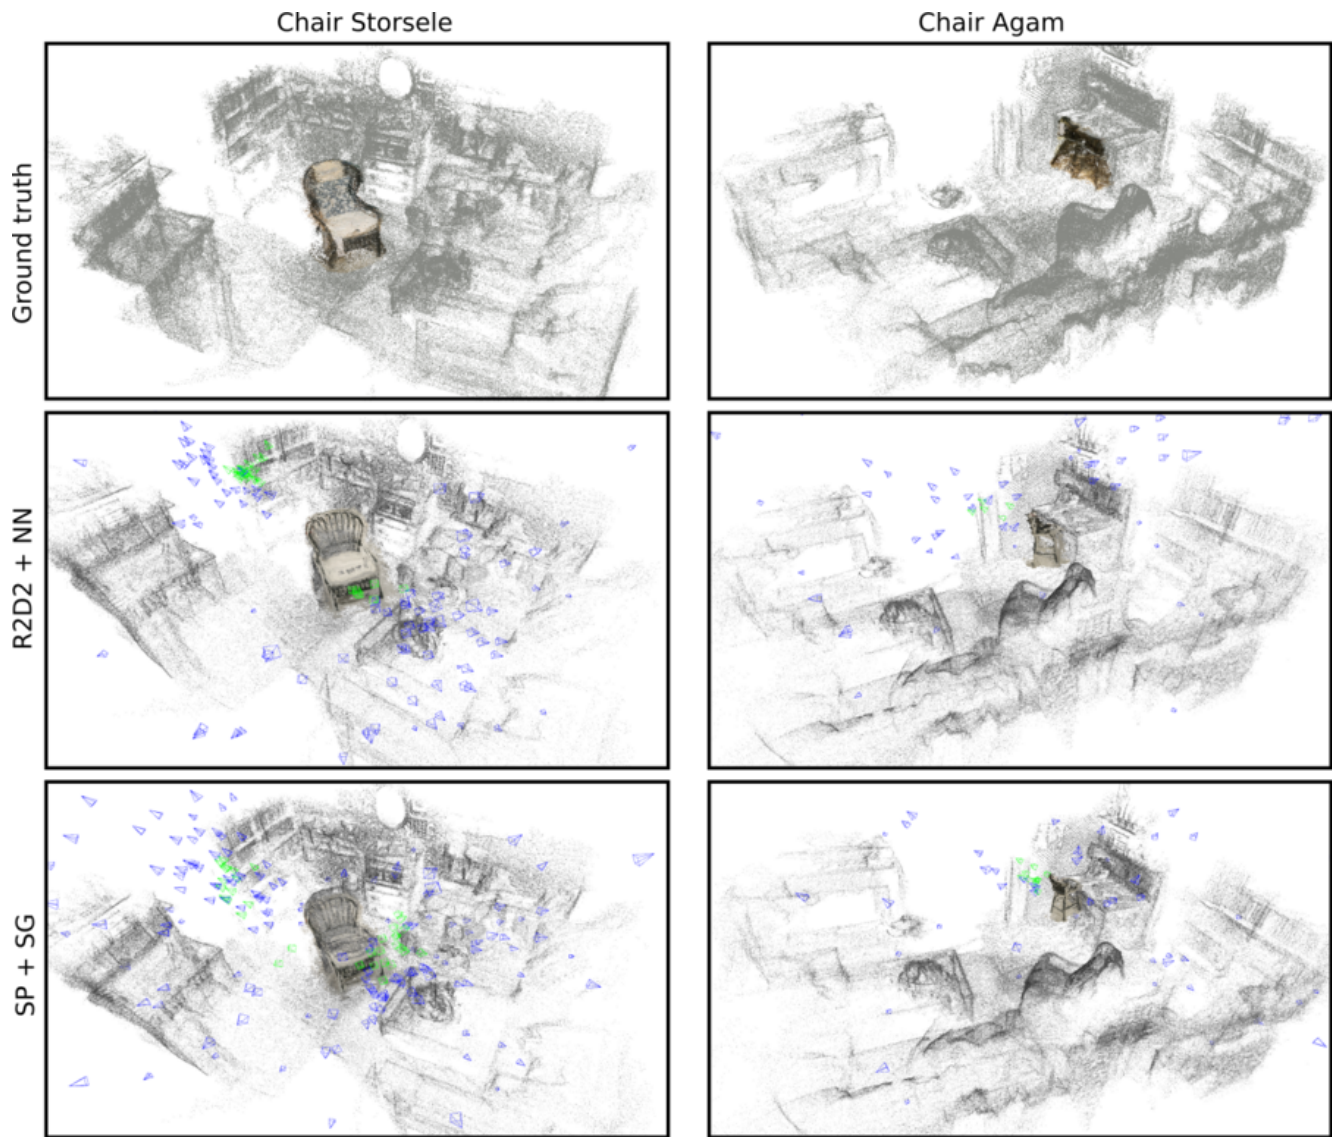 Chair Storsele
Chair Agam
Ground truth
R2D2 + NN
SP + SG